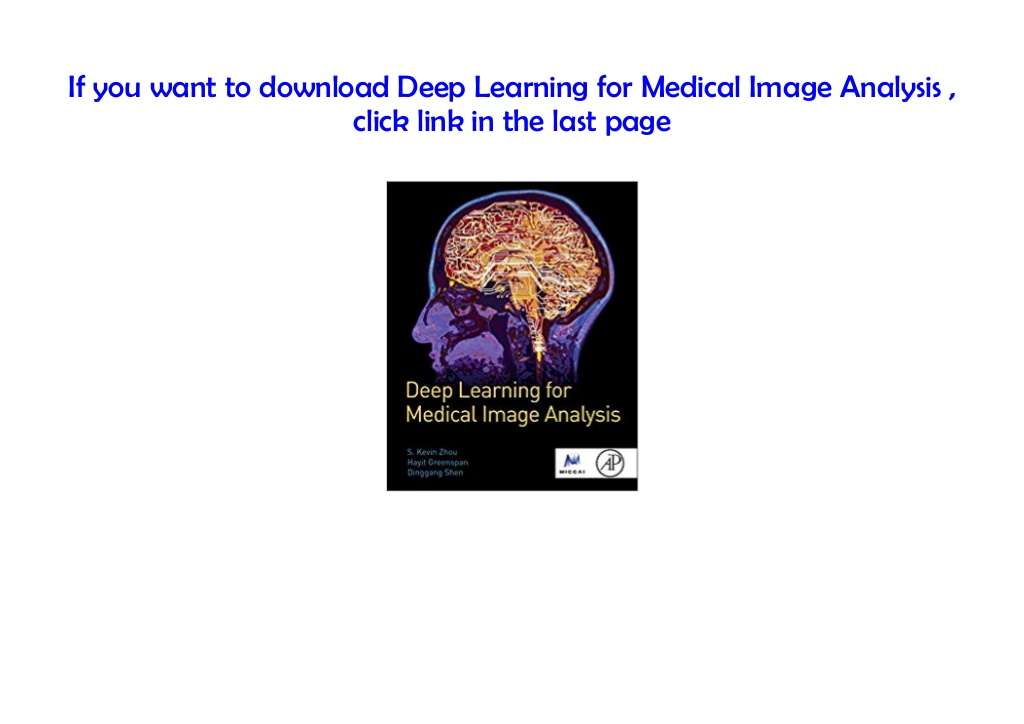 If you want to download Deep Learning for Medical Image Analysis ,
click link in the last page
Deep Learning for
Medical Image Analysis
S. Kevin Zhou
Hayit Greenspan
Dinggang Shen
MICCAI
AP